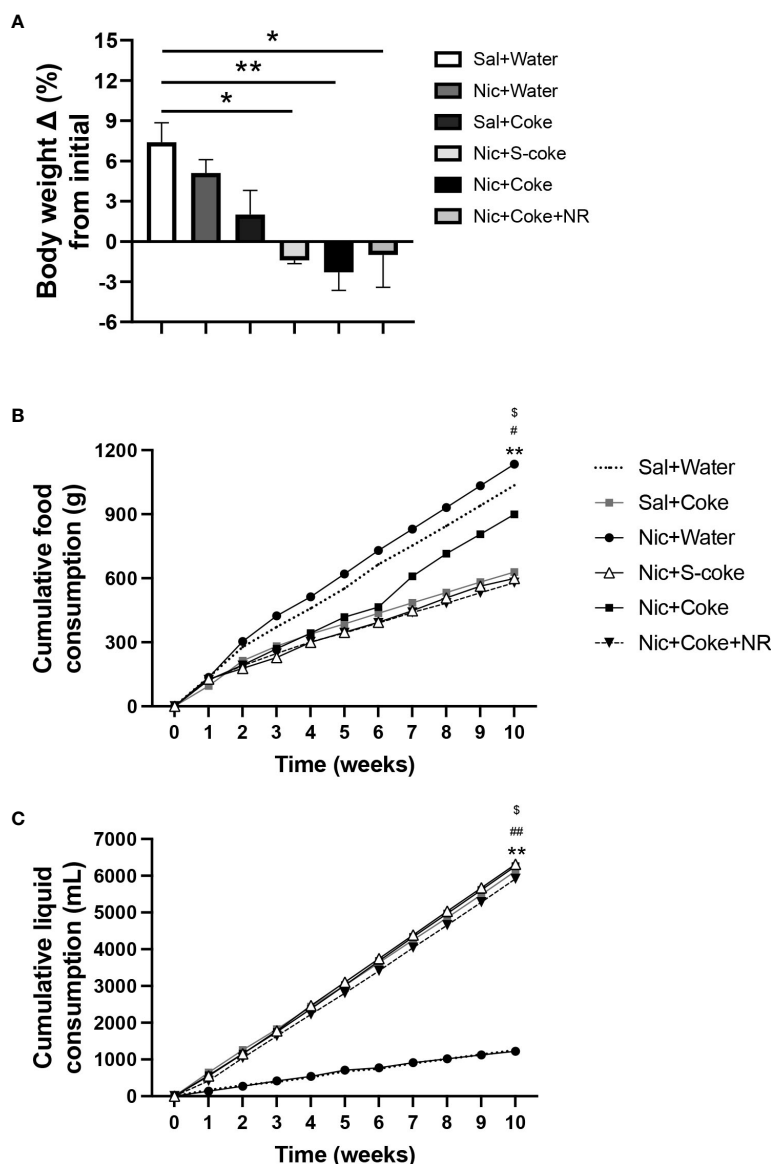 A
Body weight Δ (%)
from initial
15
12
9
6
3
0
-3
-6
*
**
*
Sal+Water
Nic+Water
Sal+Coke
Nic+S-coke
Nic+Coke
Nic+Coke+NR
B
Cumulative food
consumption (g)
1200
900
600
300
0
$
#
**
0 1 2 3 4 5 6 7 8 9 10
Time (weeks)
Sal+Water
Sal+Coke
Nic+Water
Nic+S-coke
Nic+Coke
Nic+Coke+NR
C
Cumulative liquid
consumption (mL)
7000
6000
5000
4000
3000
2000
1000
0
$
##
**
0 1 2 3 4 5 6 7 8 9 10
Time (weeks)